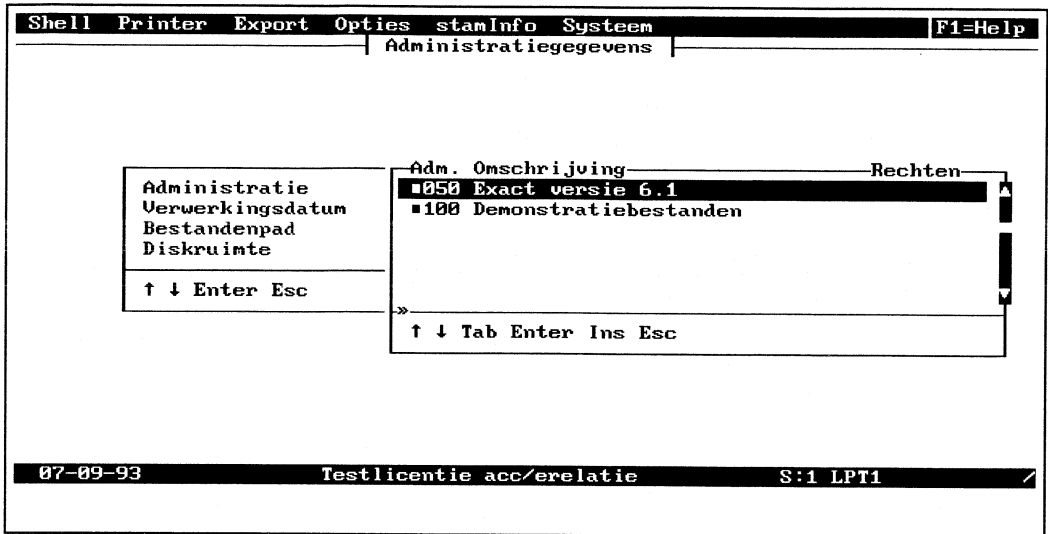 Shell Printer Export Opties stamInfo Systeem F1=Help
Administratiegegevens
Administratie
Verwerkingsdatum
Bestandenpad
Diskruimte
↑ ↓ Enter Esc
Adm. Omschrijving Rechten
■050 Exact versie 6.1
■100 Demonstratiebestanden
»
↑ ↓ Tab Enter Ins Esc
07-09-93 Testlicentie acc/erelatie S:1 LPT1 /